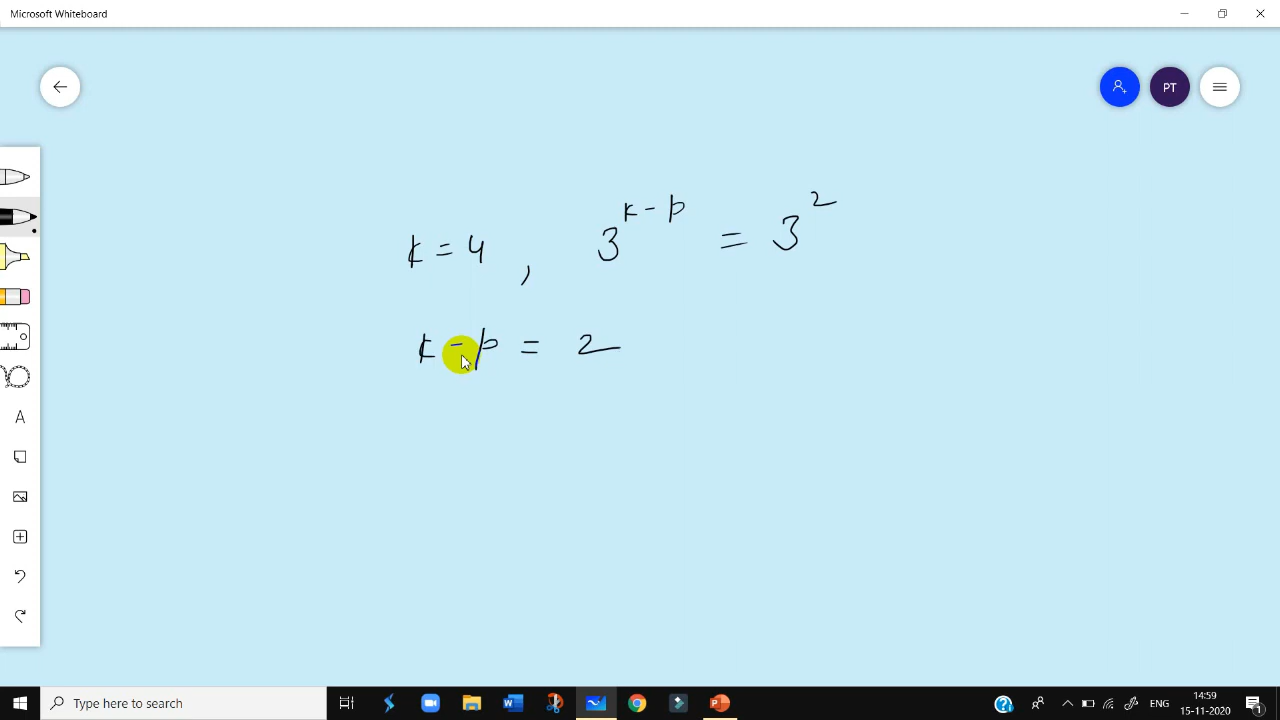 Microsoft Whiteboard
PT
k = 4 , 3^{k - p} = 3^2
k - p = 2
A
Type here to search
ENG
14:59
15-11-2020